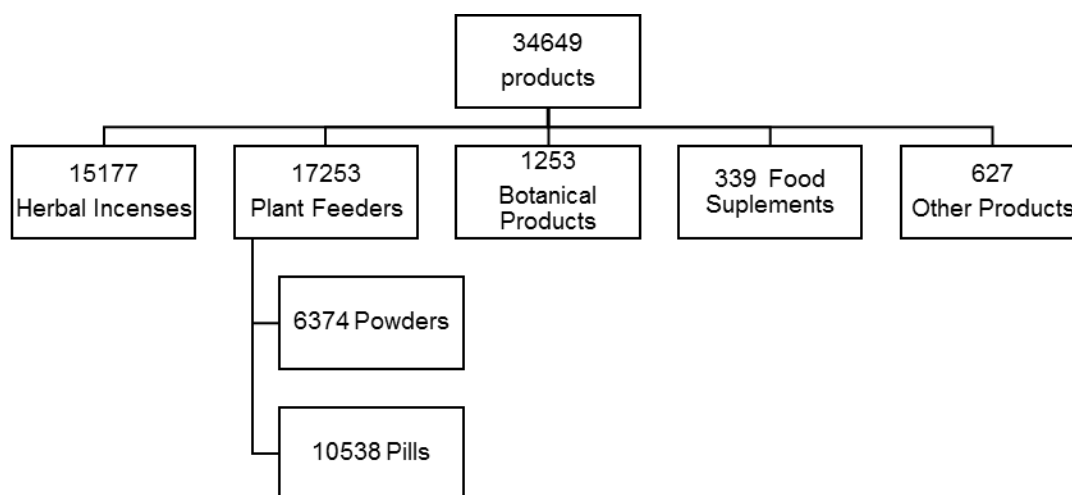 34649
products
15177
Herbal Incenses
17253
Plant Feeders
1253
Botanical
Products
339 Food
Suplements
627
Other Products
6374 Powders
10538 Pills